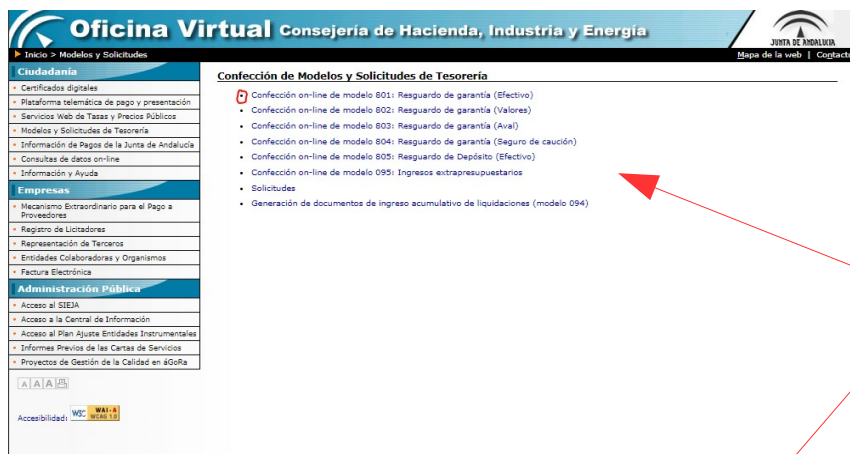 Oficina Virtual Consejería de Hacienda, Industria y Energía
JUNTA DE ANDALUCIA
Inicio > Modelos y Solicitudes
Mapa de la web | Contact
Ciudadanía
Certificados digitales
Plataforma telemática de pago y presentación
Servicios Web de Tasas y Precios Públicos
Modelos y Solicitudes de Tesorería
Información de Pagos de la Junta de Andalucía
Consultas de datos on-line
Información y Ayuda
Empresas
Mecanismo Extraordinario para el Pago a
Proveedores
Registro de Licitadores
Representación de Terceros
Entidades Colaboradoras y Organismos
Factura Electrónica
Administración Pública
Acceso al SIEJA
Acceso a la Central de Información
Acceso al Plan Ajuste Entidades Instrumentales
Informes Previos de las Cartas de Servicios
Proyectos de Gestión de la Calidad en áGoRa
A A A
Accesibilidad: W3C WAI-A
WCAG 1.0
Confección de Modelos y Solicitudes de Tesorería
Confección on-line de modelo 801: Resguardo de garantía (Efectivo)
Confección on-line de modelo 802: Resguardo de garantía (Valores)
Confección on-line de modelo 803: Resguardo de garantía (Aval)
Confección on-line de modelo 804: Resguardo de garantía (Seguro de caución)
Confección on-line de modelo 805: Resguardo de Depósito (Efectivo)
Confección on-line de modelo 095: Ingresos extrapresupuestarios
Solicitudes
Generación de documentos de ingreso acumulativo de liquidaciones (modelo 094)